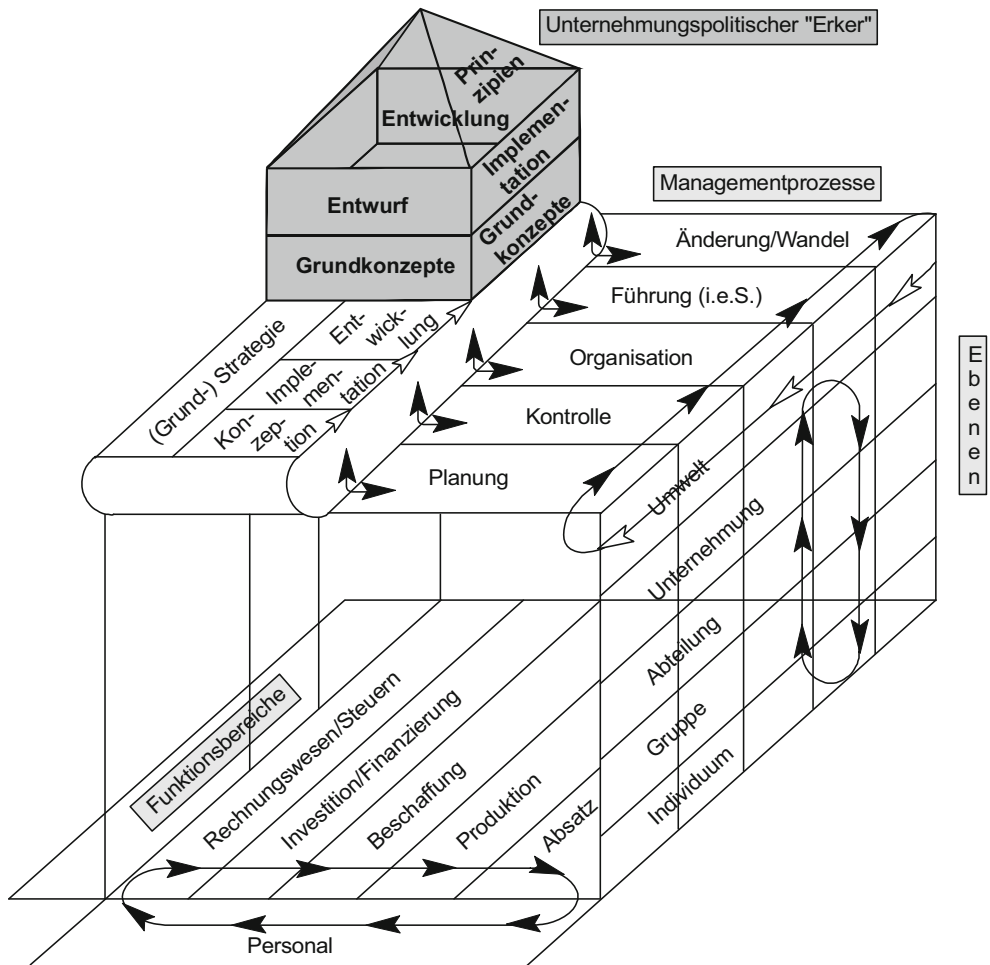 Unternehmungspolitischer "Erker"
Prin-
zipien
Entwicklung
Implemen-
tation
Entwurf
Grund-
konzepte
Grundkonzepte
Managementprozesse
Änderung/Wandel
Führung (i.e.S.)
Organisation
Kontrolle
Planung
(Grund-) Strategie
Ent-
wick-
lung
Imple-
men-
tation
Kon-
zep-
tion
Ebenen
Umwelt
Unternehmung
Abteilung
Gruppe
Individuum
Funktionsbereiche
Rechnungswesen/Steuern
Investition/Finanzierung
Beschaffung
Produktion
Absatz
Personal